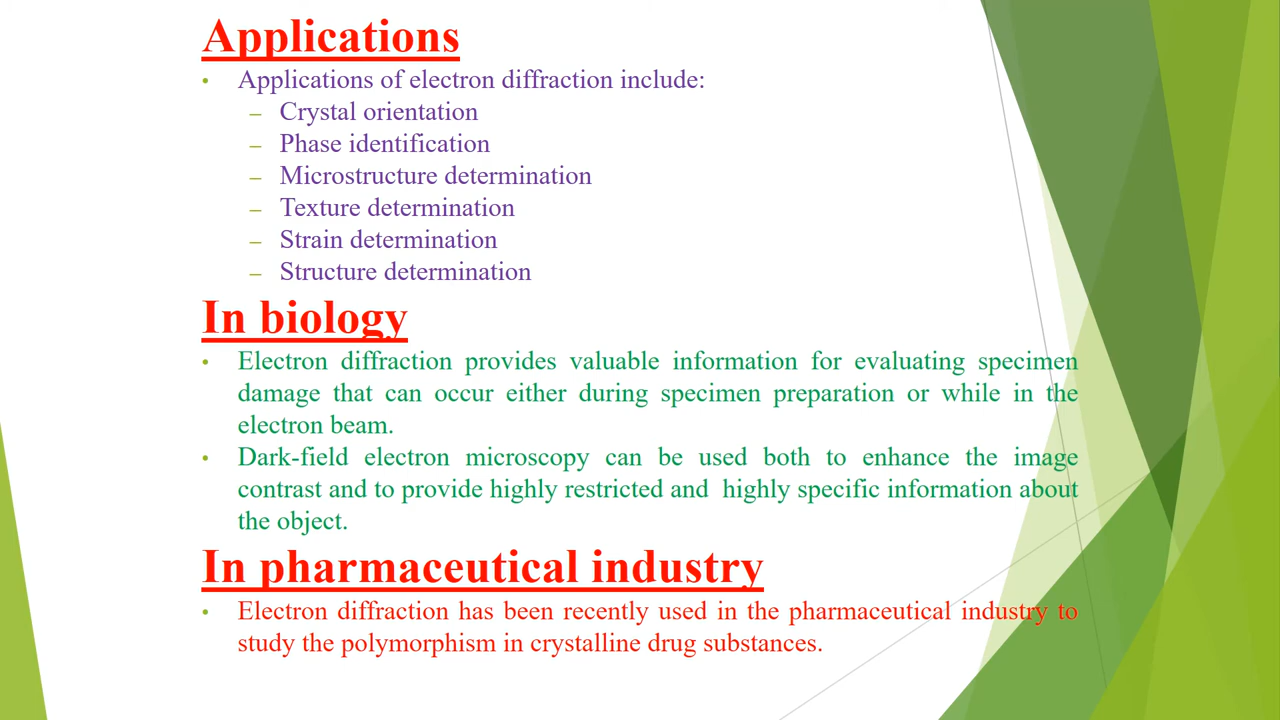 Applications
• Applications of electron diffraction include:
– Crystal orientation
– Phase identification
– Microstructure determination
– Texture determination
– Strain determination
– Structure determination
In biology
• Electron diffraction provides valuable information for evaluating specimen
damage that can occur either during specimen preparation or while in the
electron beam.
• Dark-field electron microscopy can be used both to enhance the image
contrast and to provide highly restricted and  highly specific information about
the object.
In pharmaceutical industry
• Electron diffraction has been recently used in the pharmaceutical industry to
study the polymorphism in crystalline drug substances.